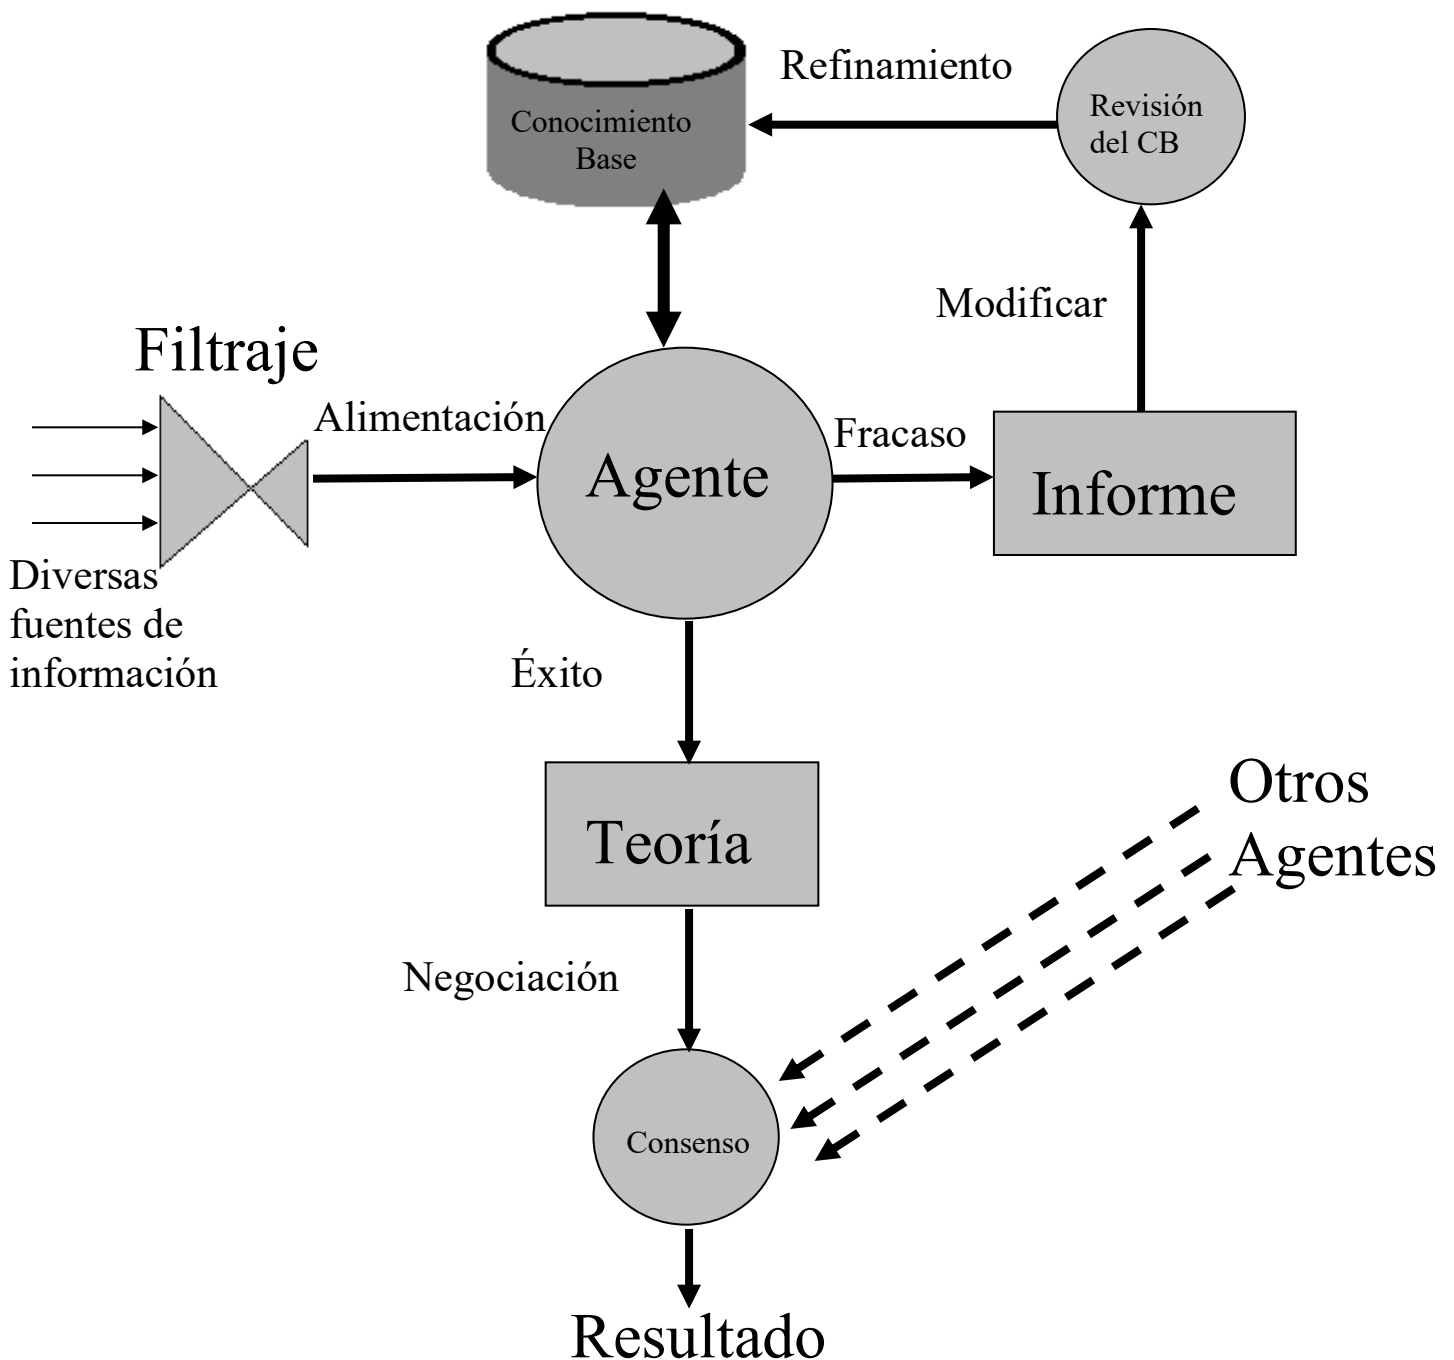 Refinamiento
Revisión
del CB
Conocimiento
Base
Modificar
Filtraje
Alimentación
Fracaso
Agente
Informe
Diversas
fuentes de
información
Éxito
Otros
Agentes
Teoría
Negociación
Consenso
Resultado